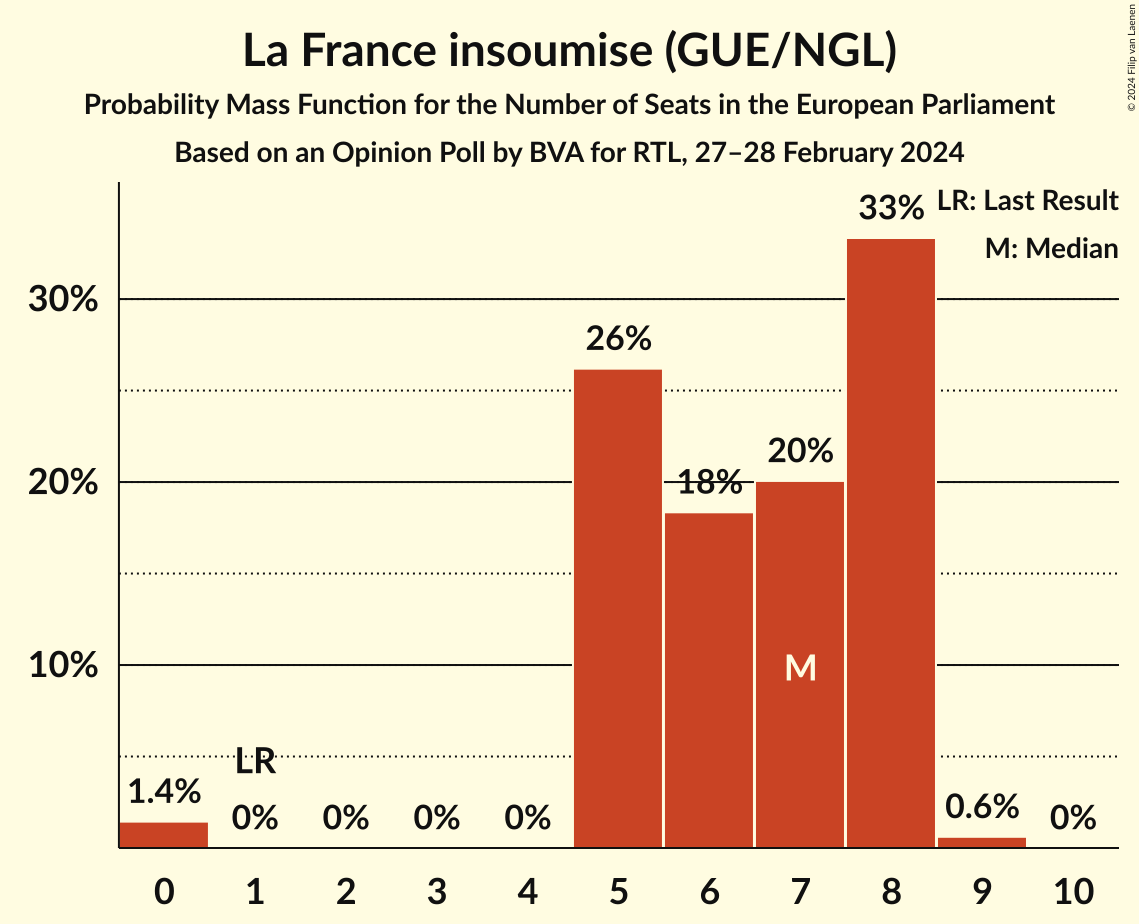 La France insoumise (GUE/NGL)
Probability Mass Function for the Number of Seats in the European Parliament
Based on an Opinion Poll by BVA for RTL, 27–28 February 2024
© 2024 Filip van Laenen
LR: Last Result
M: Median
33%
30%
26%
20%
20%
18%
10%
M
LR
1.4%
0%
0%
0%
0%
0.6%
0%
0 1 2 3 4 5 6 7 8 9 10